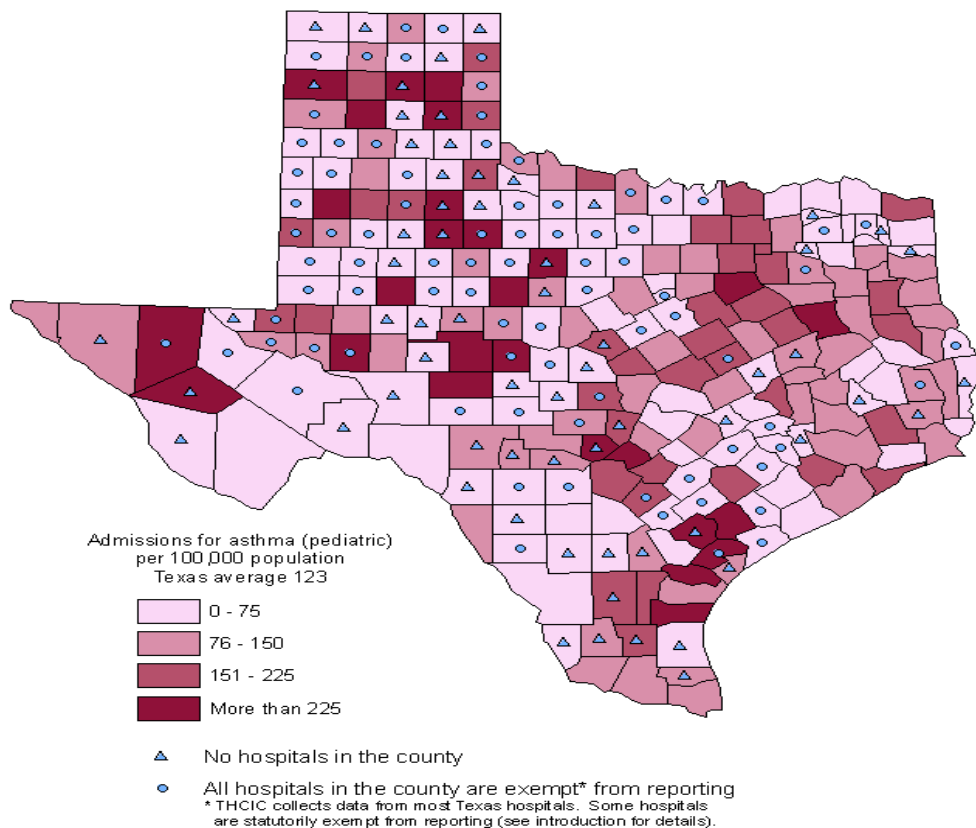 Admissions for asthma (pediatric)
per 100,000 population
Texas average 123
0 - 75
76 - 150
151 - 225
More than 225
No hospitals in the county
All hospitals in the county are exempt* from reporting
* THCIC collects data from most Texas hospitals. Some hospitals
are statutorily exempt from reporting (see introduction for details).